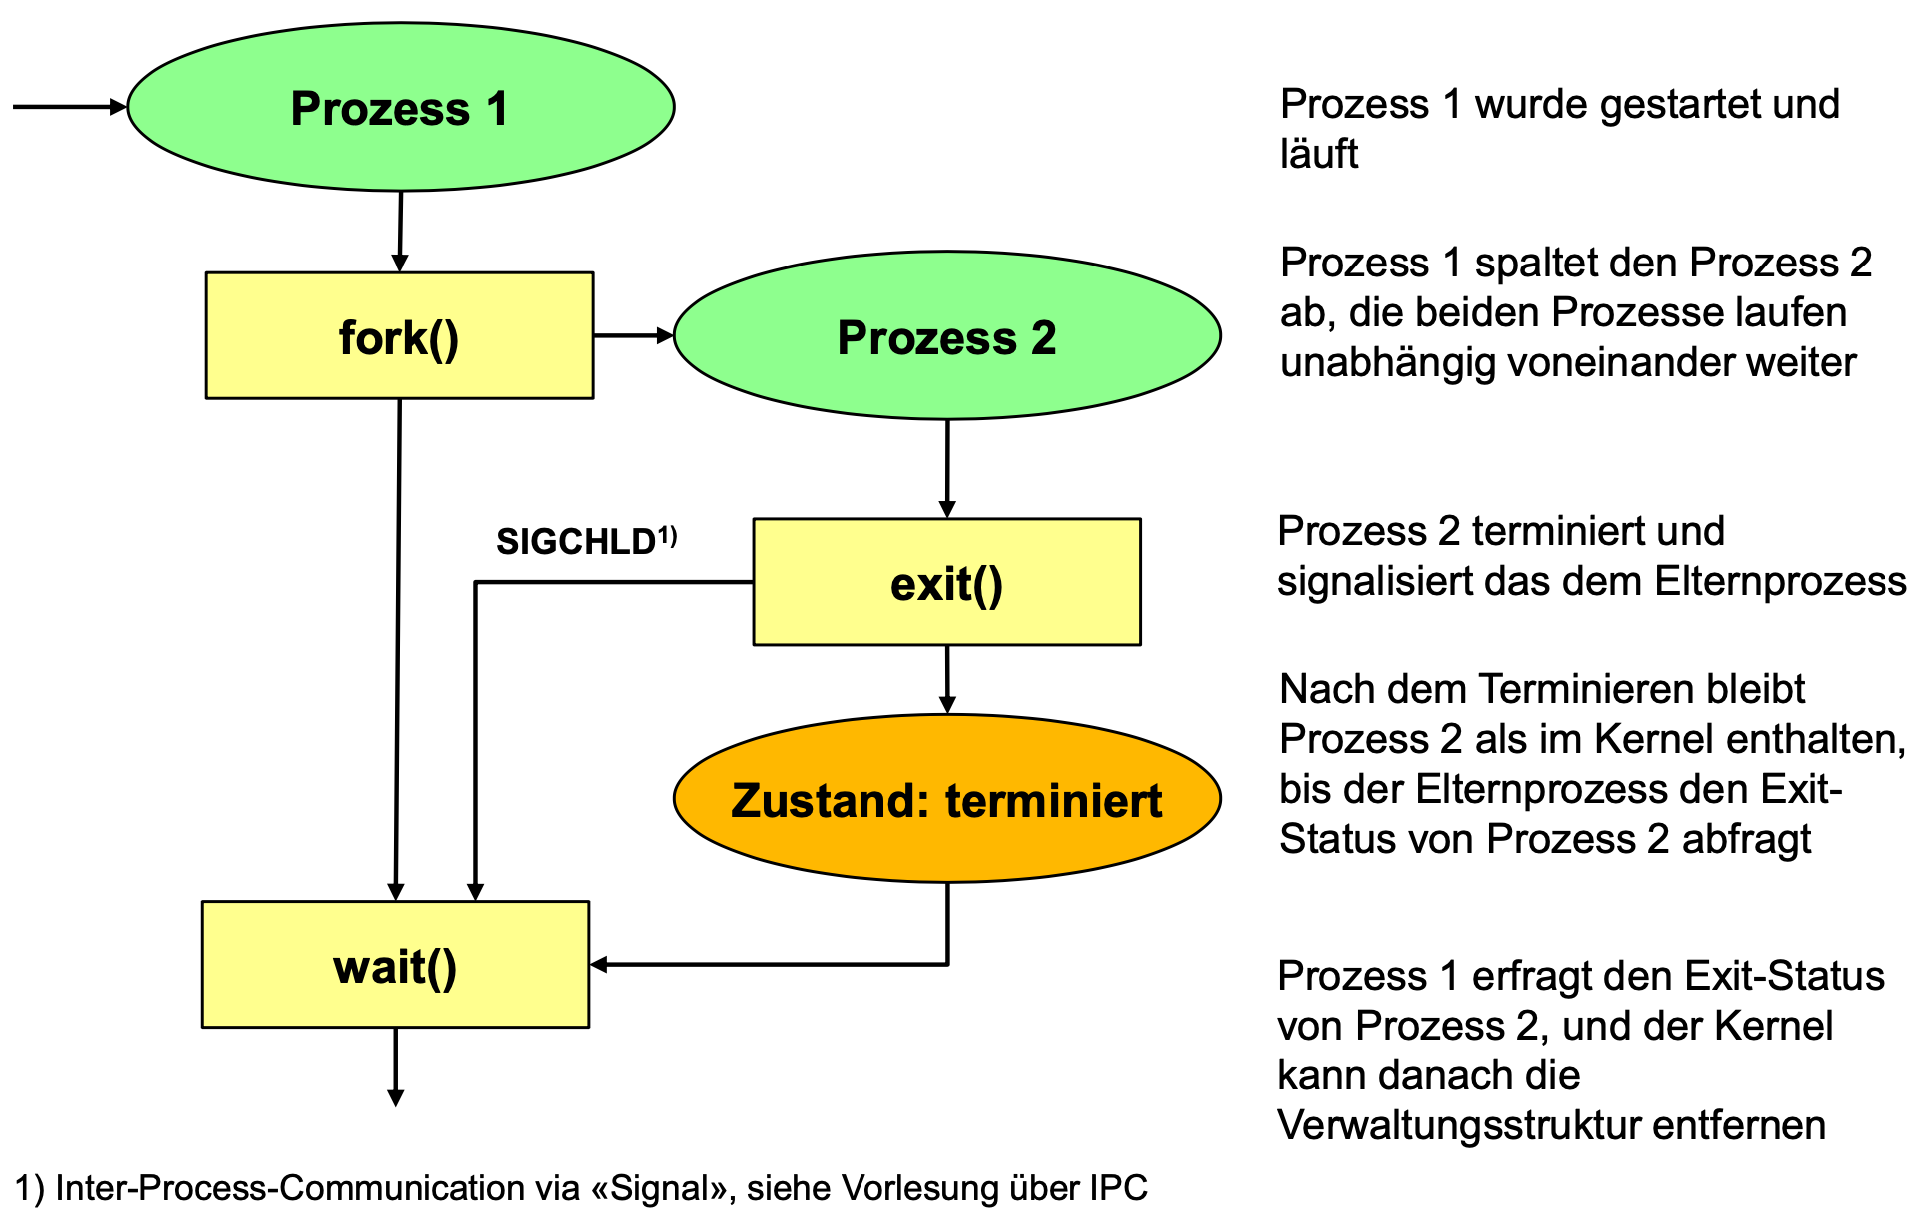 Prozess 1
Prozess 1 wurde gestartet und
läuft
fork()
Prozess 2
Prozess 1 spaltet den Prozess 2
ab, die beiden Prozesse laufen
unabhängig voneinander weiter
SIGCHLD1)
exit()
Prozess 2 terminiert und
signalisiert das dem Elternprozess
Zustand: terminiert
Nach dem Terminieren bleibt
Prozess 2 als im Kernel enthalten,
bis der Elternprozess den Exit-
Status von Prozess 2 abfragt
wait()
Prozess 1 erfragt den Exit-Status
von Prozess 2, und der Kernel
kann danach die
Verwaltungsstruktur entfernen
1) Inter-Process-Communication via «Signal», siehe Vorlesung über IPC